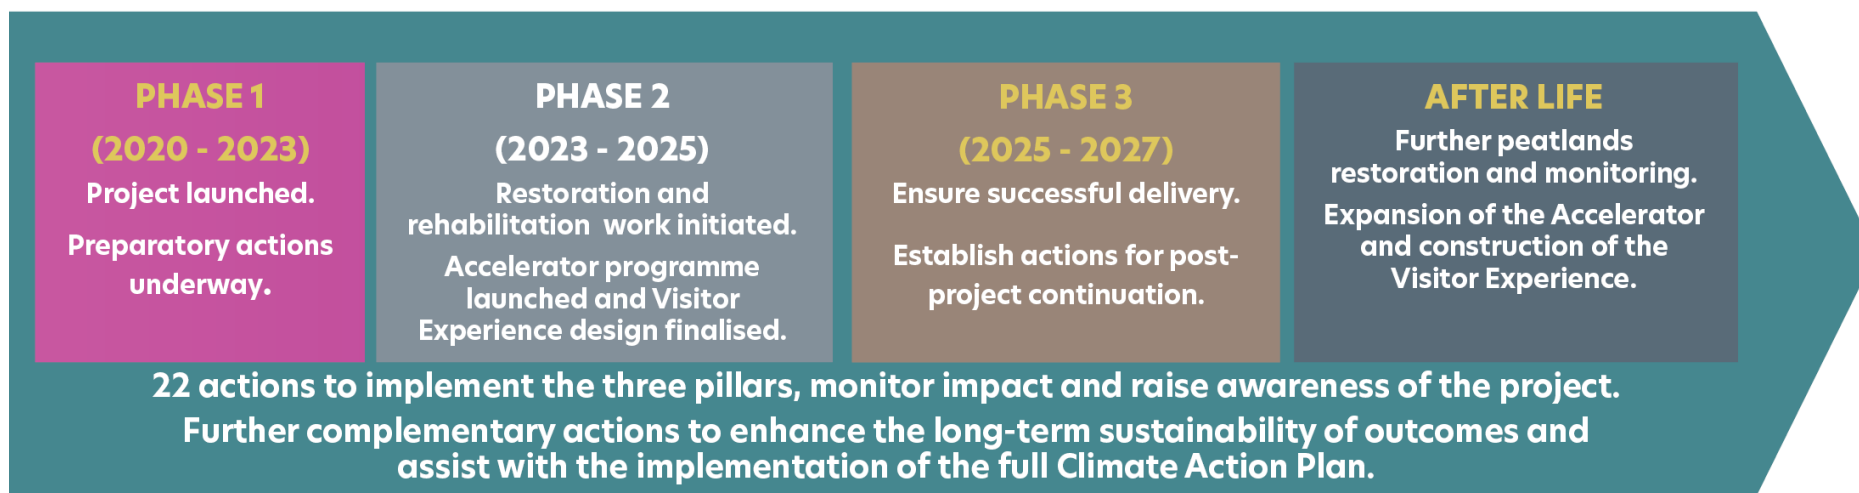 PHASE 1
(2020 - 2023)
Project launched.
Preparatory actions
underway.
PHASE 2
(2023 - 2025)
Restoration and
rehabilitation  work initiated.
Accelerator programme
launched and Visitor
Experience design finalised.
PHASE 3
(2025 - 2027)
Ensure successful delivery.
Establish actions for post-
project continuation.
AFTER LIFE
Further peatlands
restoration and monitoring.
Expansion of the Accelerator
and construction of the
Visitor Experience.
22 actions to implement the three pillars, monitor impact and raise awareness of the project.
Further complementary actions to enhance the long-term sustainability of outcomes and
assist with the implementation of the full Climate Action Plan.